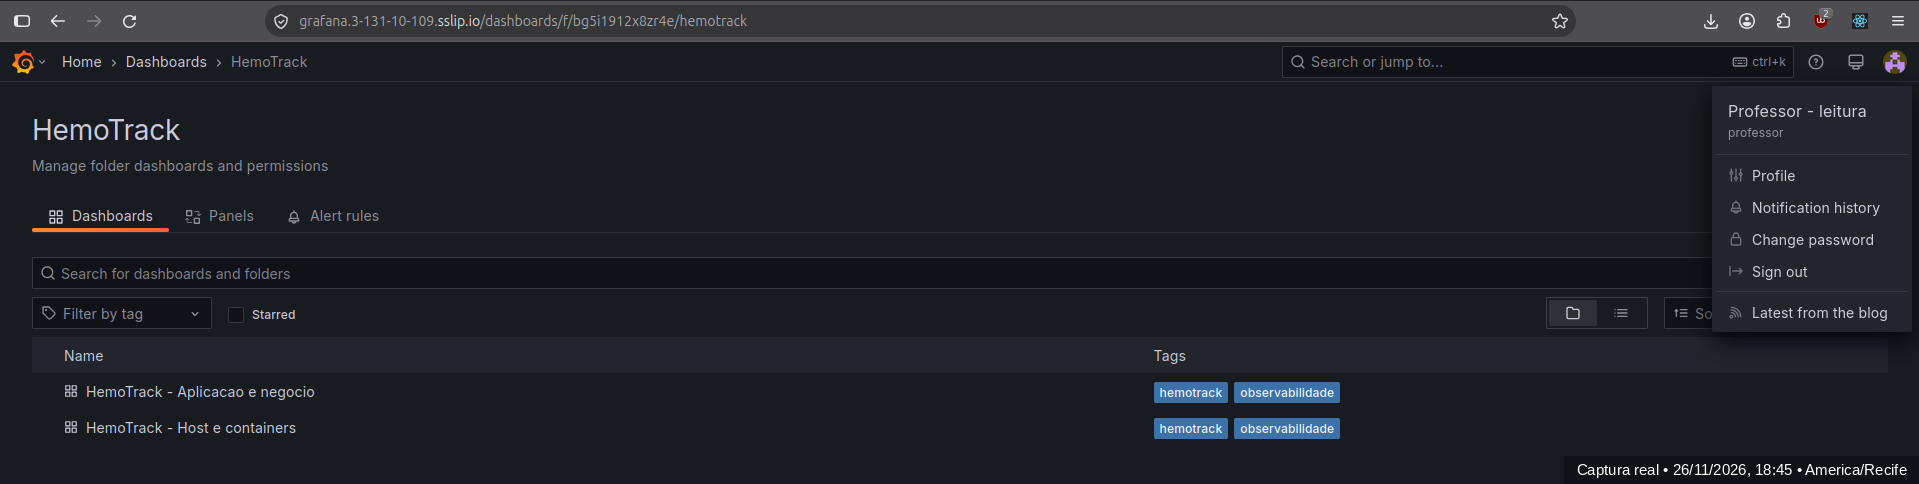 grafana.3-131-10-109.sslip.io/dashboards/f/bg5i1912x8zr4e/hemotrack
2
Home › Dashboards › HemoTrack
Search or jump to...
ctrl+k
HemoTrack
Manage folder dashboards and permissions
Professor - leitura
professor
Profile
Notification history
Change password
Sign out
Latest from the blog
Dashboards
Panels
Alert rules
Search for dashboards and folders
Filter by tag
Starred
So
Name
Tags
HemoTrack - Aplicacao e negocio
hemotrack
observabilidade
HemoTrack - Host e containers
hemotrack
observabilidade
Captura real • 26/11/2026, 18:45 • America/Recife